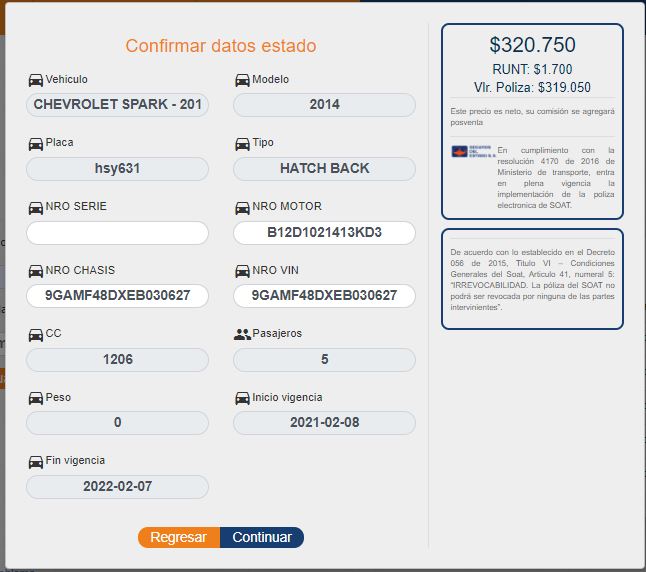 Confirmar datos estado
Vehiculo
Modelo
CHEVROLET SPARK - 201
2014
Placa
Tipo
hsy631
HATCH BACK
NRO SERIE
NRO MOTOR
B12D1021413KD3
NRO CHASIS
NRO VIN
9GAMF48DXEB030627
9GAMF48DXEB030627
CC
Pasajeros
1206
5
Peso
Inicio vigencia
0
2021-02-08
Fin vigencia
2022-02-07
Regresar
Continuar
$320.750
RUNT: $1.700
Vlr. Poliza: $319.050
Este precio es neto, su comisión se agregará
posventa
SEGUROS
DEL
ESTADO S.A.
En cumplimiento con la
resolución 4170 de 2016 de
Ministerio de transporte, entra
en plena vigencia la
implementación de la poliza
electronica de SOAT.
De acuerdo con lo establecido en el Decreto
056 de 2015, Titulo VI – Condiciones
Generales del Soat, Articulo 41, numeral 5:
“IRREVOCABILIDAD. La póliza del SOAT no
podrá ser revocada por ninguna de las partes
intervinientes”.